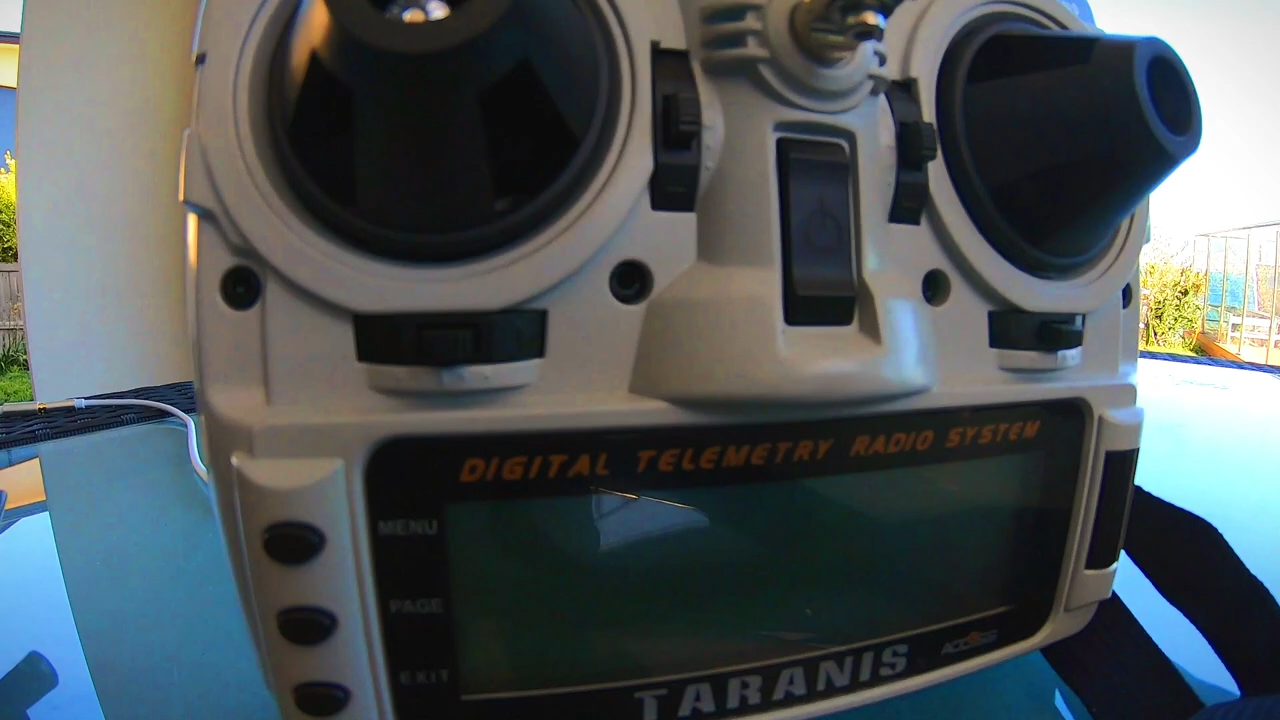 DIGITAL TELEMETRY RADIO SYSTEM
MENU
PAGE
EXIT
TARANIS
ACCESS